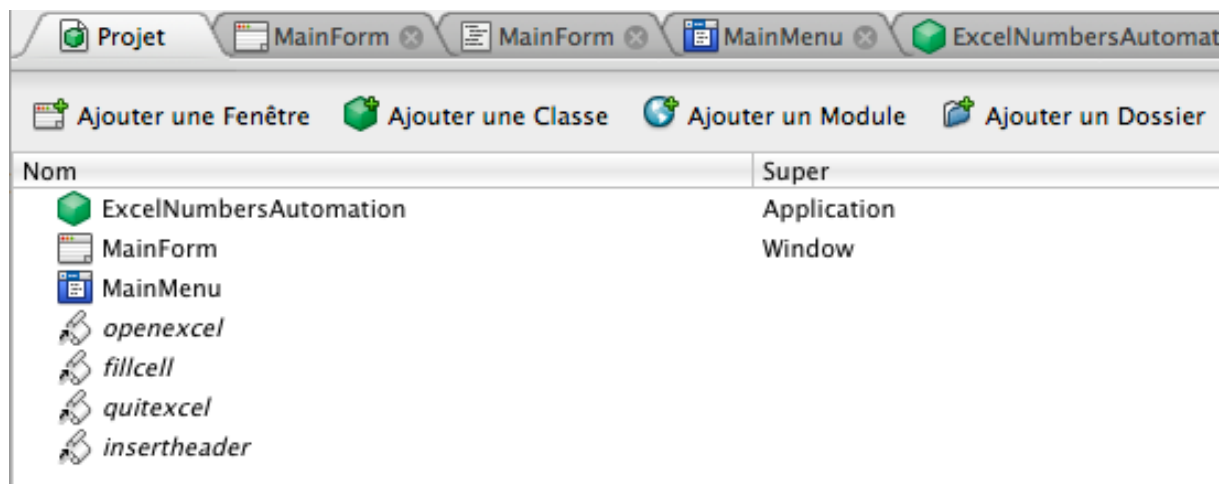 Projet MainForm MainForm MainMenu ExcelNumbersAutomat
Ajouter une Fenêtre Ajouter une Classe Ajouter un Module Ajouter un Dossier
Nom Super
ExcelNumbersAutomation Application
MainForm Window
MainMenu
openexcel
fillcell
quitexcel
insertheader